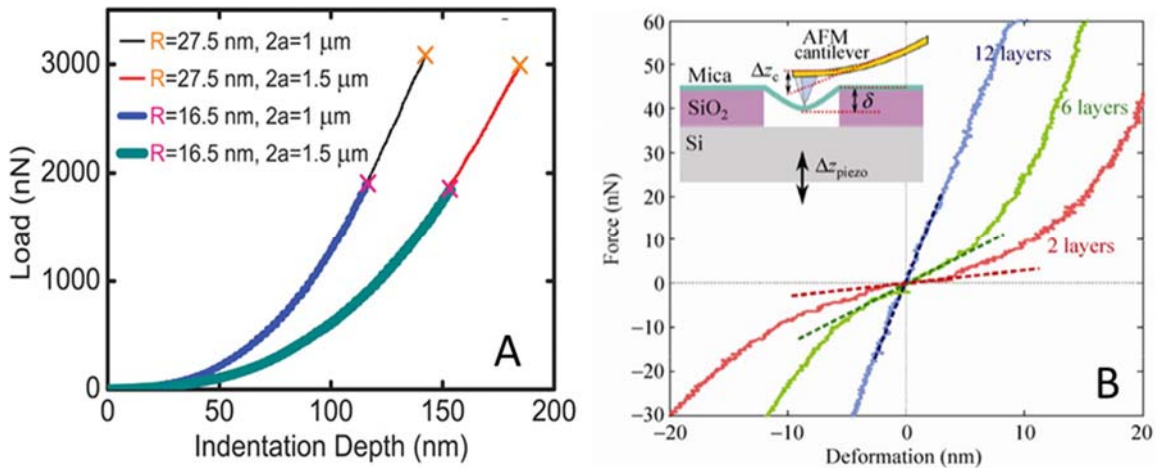 R=27.5 nm, 2a=1 μm
R=27.5 nm, 2a=1.5 μm
R=16.5 nm, 2a=1 μm
R=16.5 nm, 2a=1.5 μm
3000
2000
1000
0
Load (nN)
0 50 100 150 200
Indentation Depth (nm)
A
60
50
40
30
20
10
0
−10
−20
−30
Force (nN)
AFM
cantilever
Δz_c
Mica
SiO₂
δ
Si
Δz_piezo
12 layers
6 layers
2 layers
B
−20 −10 0 10 20
Deformation (nm)